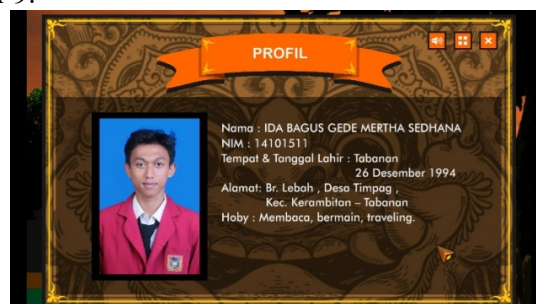 PROFIL
Nama : IDA BAGUS GEDE MERTHA SEDHANA
NIM : 14101511
Tempat & Tanggal Lahir : Tabanan
26 Desember 1994
Alamat: Br. Lebah , Desa Timpag ,
Kec. Kerambitan – Tabanan
Hoby : Membaca, bermain, traveling.